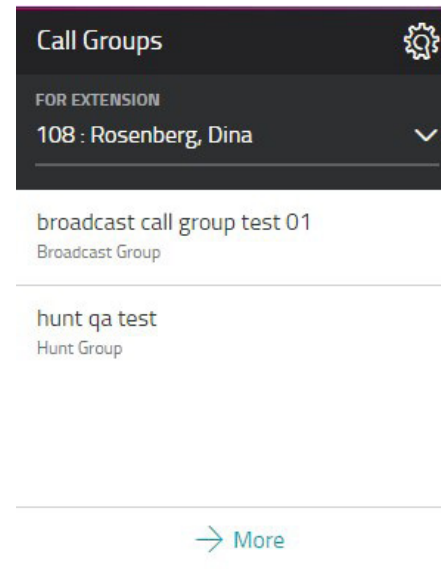 Call Groups
FOR EXTENSION
108 : Rosenberg, Dina
broadcast call group test 01
Broadcast Group
hunt qa test
Hunt Group
More